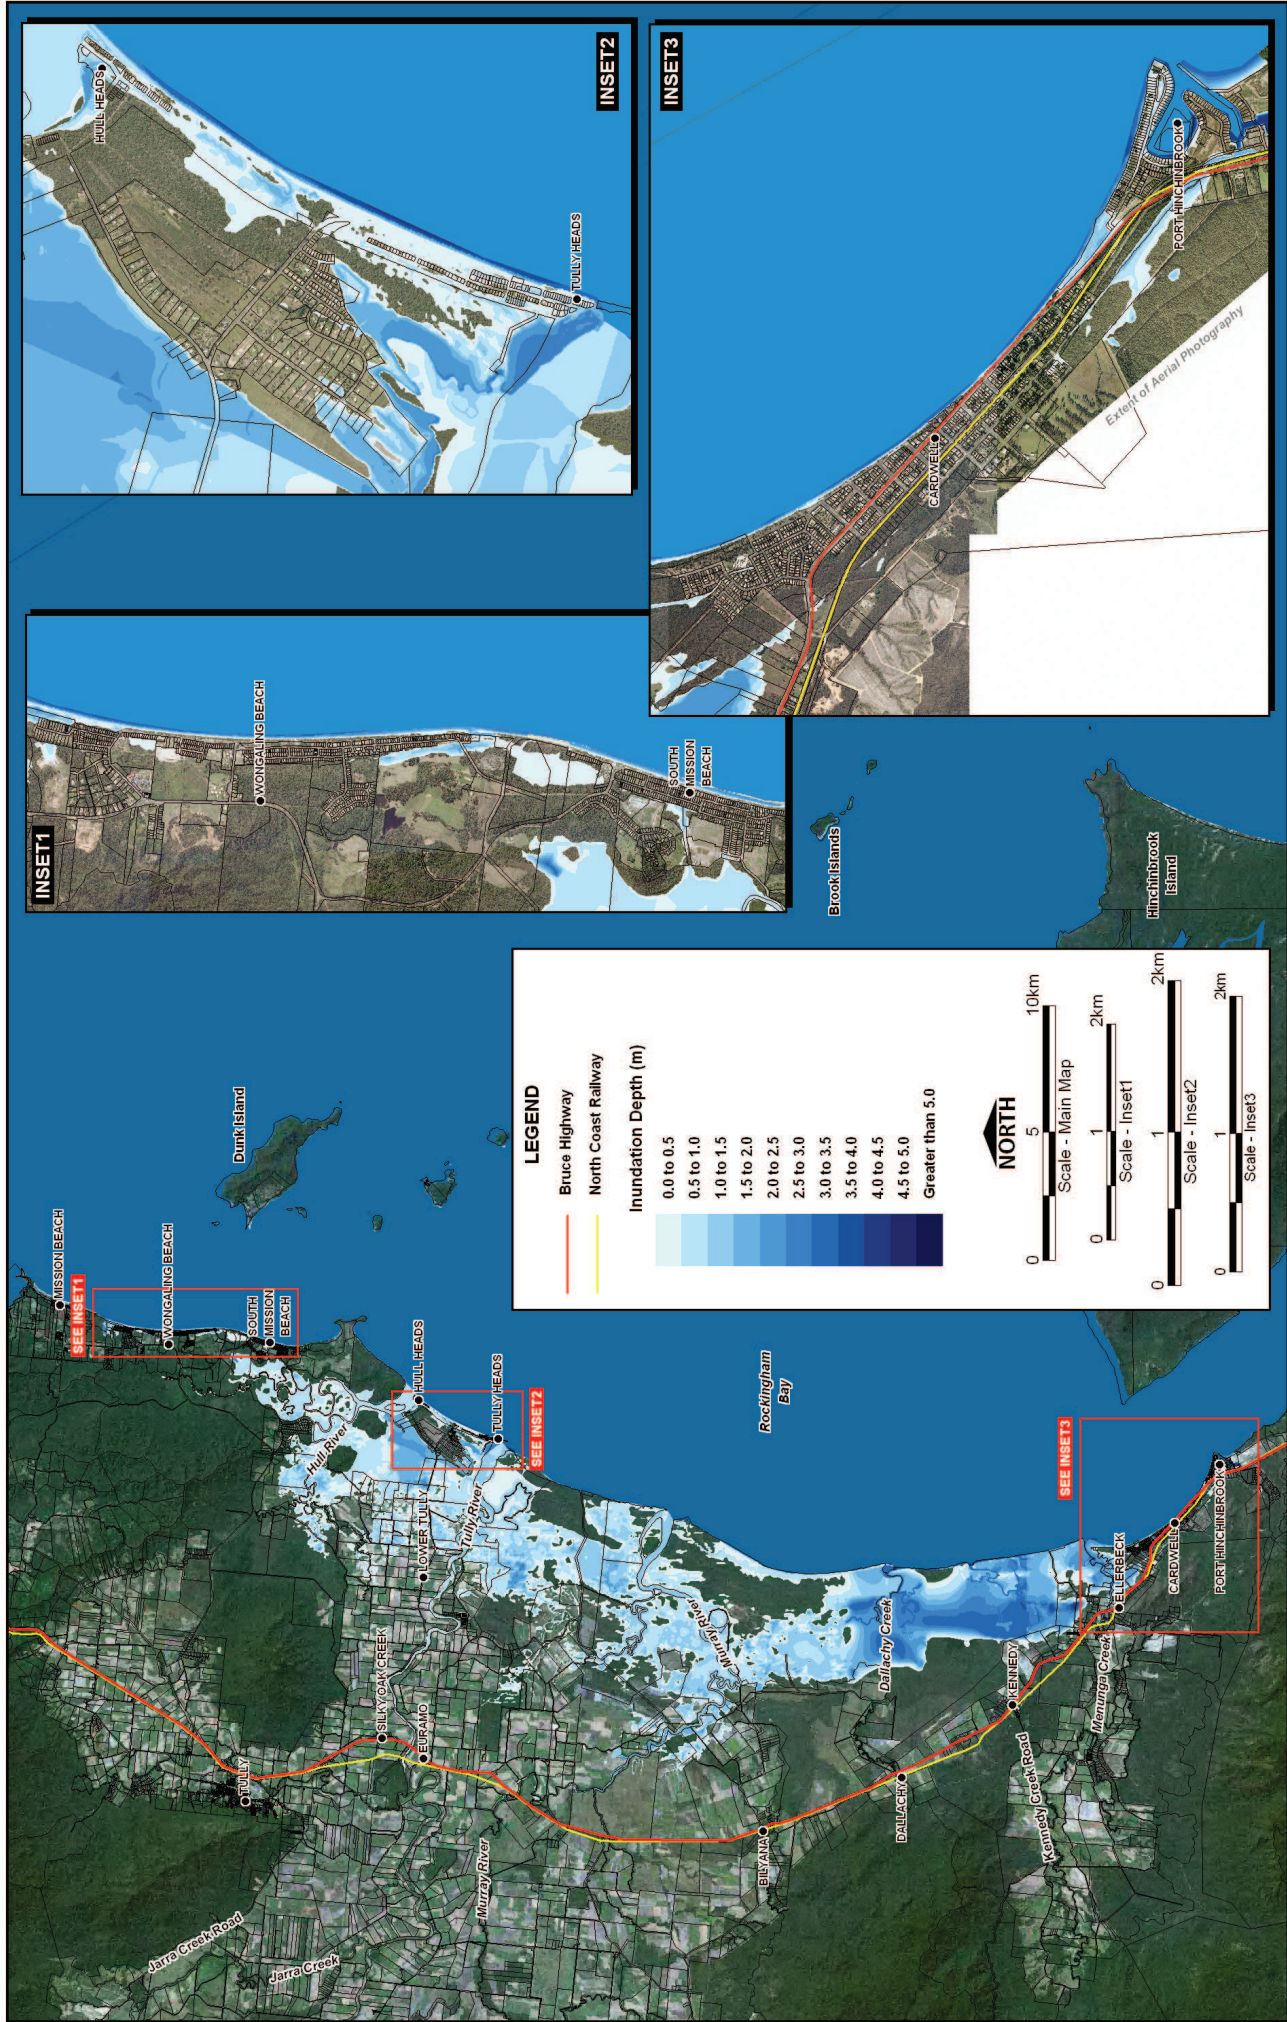 INSET1
WONGALING BEACH
SOUTH
MISSION
BEACH
INSET2
HULL HEADS
TULLY HEADS
INSET3
CARDWELL
PORT HINCHINBROOK
Extent of Aerial Photography
MISSION BEACH
SEE INSET1
WONGALING BEACH
SOUTH
MISSION
BEACH
Dunk Island
HULL HEADS
TULLY HEADS
SEE INSET2
Hull River
LOWER TULLY
Tully River
TULLY
SILKY OAK CREEK
EURAMO
Jarra Creek Road
Jarra Creek
Murray River
Murray River
BILYANA
Rockingham
Bay
Dallachy Creek
DALLACHY
KENNEDY
Kennedy Creek Road
Meunga Creek
SEE INSET3
ELLERBECK
CARDWELL
PORT HINCHINBROOK
Brook Islands
Hinchinbrook
Island
LEGEND
Bruce Highway
North Coast Railway
Inundation Depth (m)
0.0 to 0.5
0.5 to 1.0
1.0 to 1.5
1.5 to 2.0
2.0 to 2.5
2.5 to 3.0
3.0 to 3.5
3.5 to 4.0
4.0 to 4.5
4.5 to 5.0
Greater than 5.0
NORTH
0 5 10km
Scale - Main Map
0 1 2km
Scale - Inset1
0 1 2km
Scale - Inset2
0 1 2km
Scale - Inset3